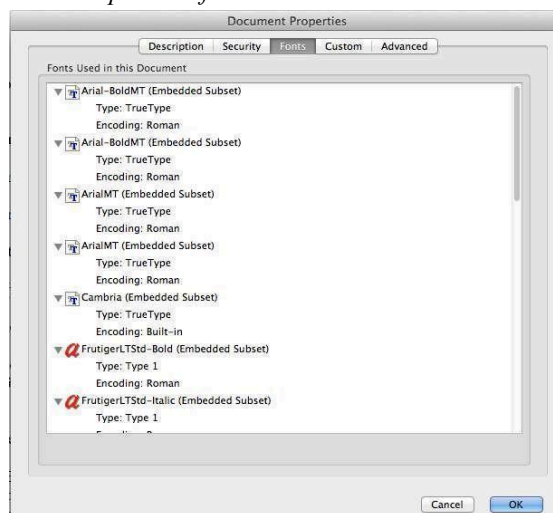 Document Properties
Description Security Fonts Custom Advanced
Fonts Used in this Document
Arial-BoldMT (Embedded Subset)
Type: TrueType
Encoding: Roman
Arial-BoldMT (Embedded Subset)
Type: TrueType
Encoding: Roman
ArialMT (Embedded Subset)
Type: TrueType
Encoding: Roman
ArialMT (Embedded Subset)
Type: TrueType
Encoding: Roman
Cambria (Embedded Subset)
Type: TrueType
Encoding: Built-in
FrutigerLTStd-Bold (Embedded Subset)
Type: Type 1
Encoding: Roman
FrutigerLTStd-Italic (Embedded Subset)
Type: Type 1
Cancel OK